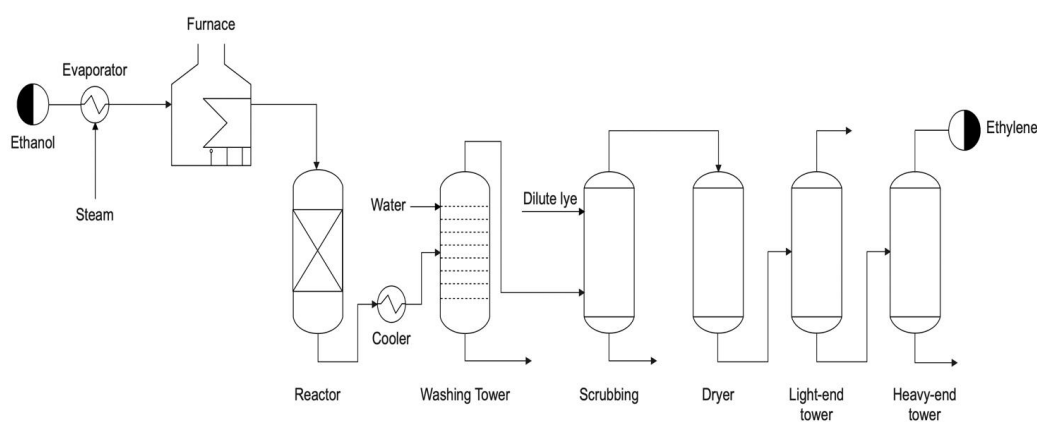 Furnace
Evaporator
Ethanol
Steam
Ethylene
Water
Dilute lye
Cooler
Reactor
Washing Tower
Scrubbing
Dryer
Light-end
tower
Heavy-end
tower